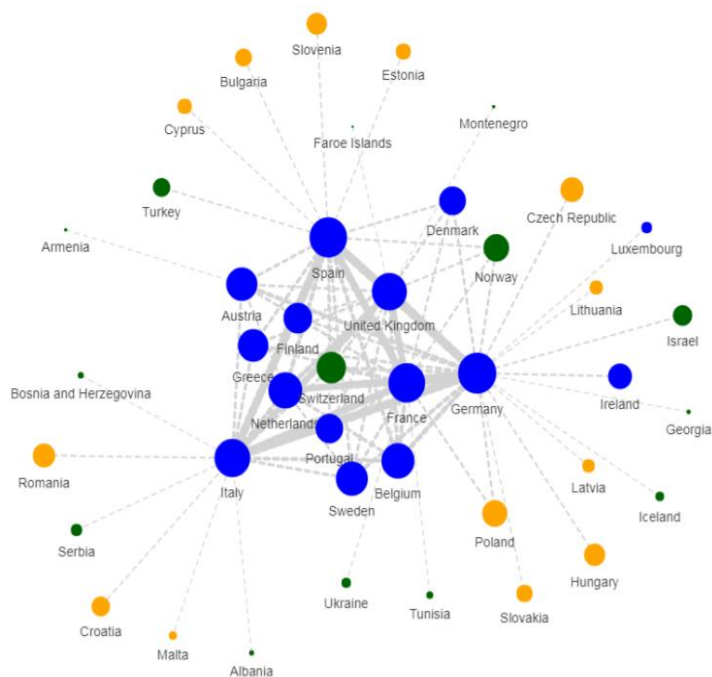 Slovenia
Bulgaria
Estonia
Cyprus
Faroe Islands
Montenegro
Turkey
Denmark
Czech Republic
Armenia
Spain
Norway
Luxembourg
Austria
United Kingdom
Lithuania
Finland
Israel
Greece
Bosnia and Herzegovina
Switzerland
Germany
Ireland
Netherlands
France
Georgia
Portugal
Romania
Italy
Belgium
Latvia
Sweden
Iceland
Serbia
Poland
Hungary
Ukraine
Tunisia
Slovakia
Croatia
Malta
Albania